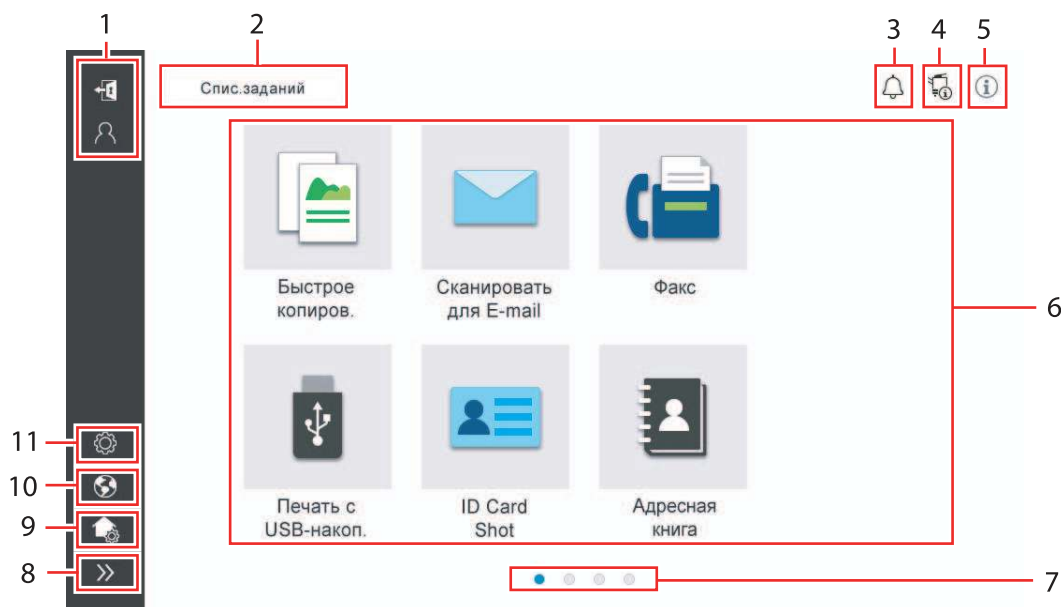 1
2
3
4
5
Спис.заданий
Быстрое
копиров.
Сканировать
для E-mail
Факс
6
Печать с
USB-накоп.
ID Card
Shot
Адресная
книга
11
10
9
8
7